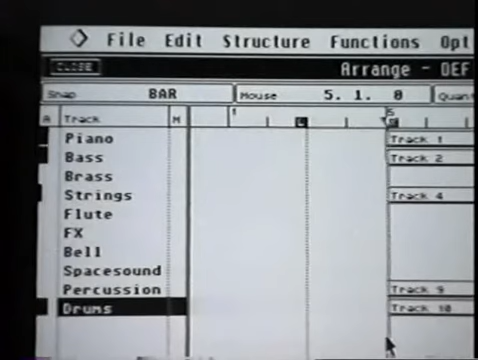 File Edit Structure Functions Opt
CLOSE Arrange - DEF
Snap BAR Mouse 5. 1. 0 Quan
A Track M 1 L 5
Piano Track 1
Bass Track 2
Brass
Strings Track 4
Flute
FX
Bell
Spacesound
Percussion Track 9
Drums Track 10